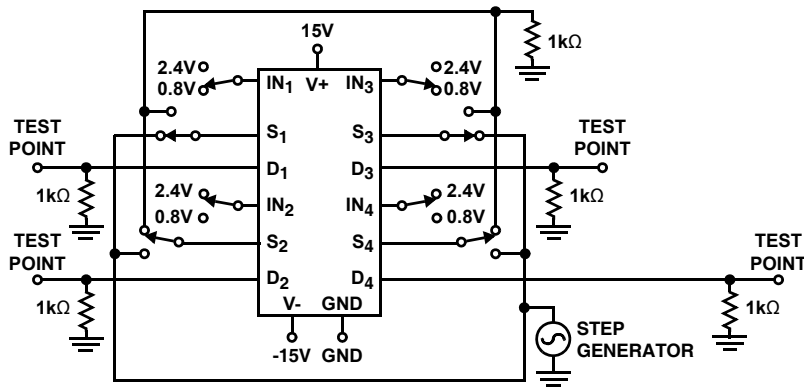 15V
1kΩ
2.4V
0.8V
IN1
V+
IN3
2.4V
0.8V
TEST
POINT
S1
S3
TEST
POINT
D1
D3
1kΩ
2.4V
0.8V
IN2
IN4
2.4V
0.8V
1kΩ
TEST
POINT
S2
S4
TEST
POINT
D2
D4
1kΩ
V-
GND
1kΩ
-15V
GND
STEP
GENERATOR